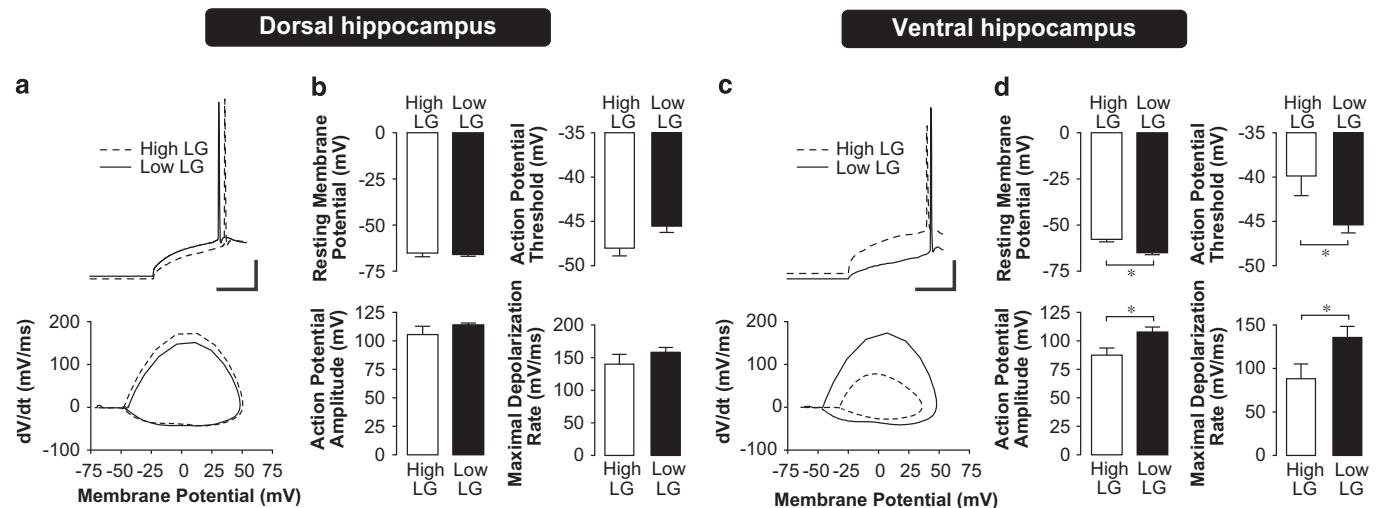 Dorsal hippocampus
Ventral hippocampus
a
High LG
Low LG
200
100
0
-100
dV/dt (mV/ms)
-75 -50 -25 0 25 50 75
Membrane Potential (mV)
b
High LG
Low LG
0
-25
-50
-75
Resting Membrane
Potential (mV)
High LG
Low LG
-35
-40
-45
-50
Action Potential
Threshold (mV)
125
100
75
50
25
0
Action Potential
Amplitude (mV)
High LG
Low LG
200
150
100
50
0
Maximal Depolarization
Rate (mV/ms)
High LG
Low LG
c
High LG
Low LG
200
100
0
-100
dV/dt (mV/ms)
-75 -50 -25 0 25 50 75
Membrane Potential (mV)
d
High LG
Low LG
0
-25
-50
-75
Resting Membrane
Potential (mV)
*
High LG
Low LG
-35
-40
-45
-50
Action Potential
Threshold (mV)
*
125
100
75
50
25
0
Action Potential
Amplitude (mV)
*
High LG
Low LG
150
100
50
0
Maximal Depolarization
Rate (mV/ms)
*
High LG
Low LG